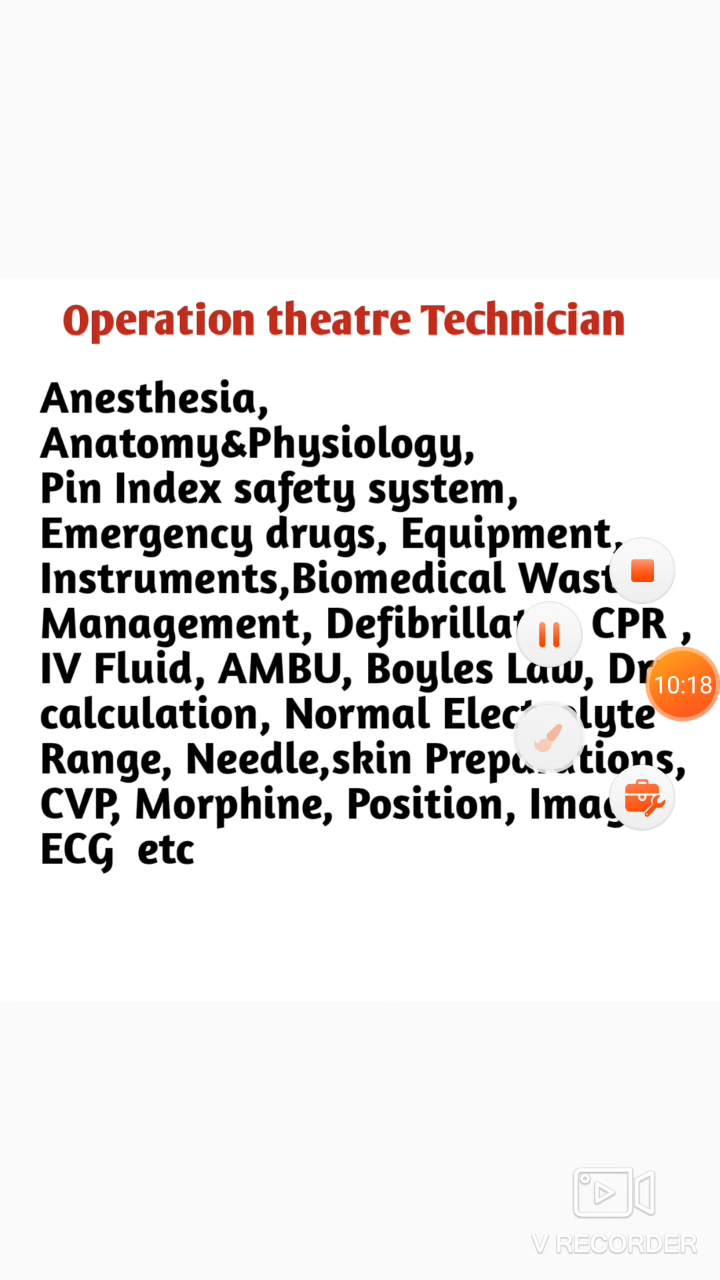 Operation theatre Technician
Anesthesia,
Anatomy&Physiology,
Pin Index safety system,
Emergency drugs, Equipment,
Instruments,Biomedical
Management, CPR ,
10:18
IV Fluid, AMBU, Boyles Law,
calculation, Normal
Range, Needle,skin
CVP, Morphine, Position,
ECG etc
V RECORDER